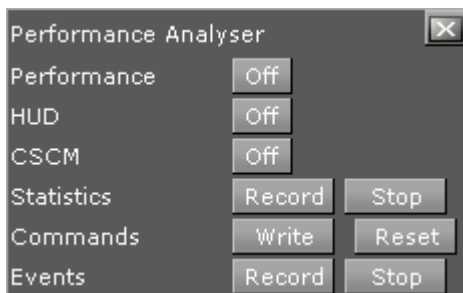 Performance Analyser
Performance Off
HUD Off
CSCM Off
Statistics Record Stop
Commands Write Reset
Events Record Stop